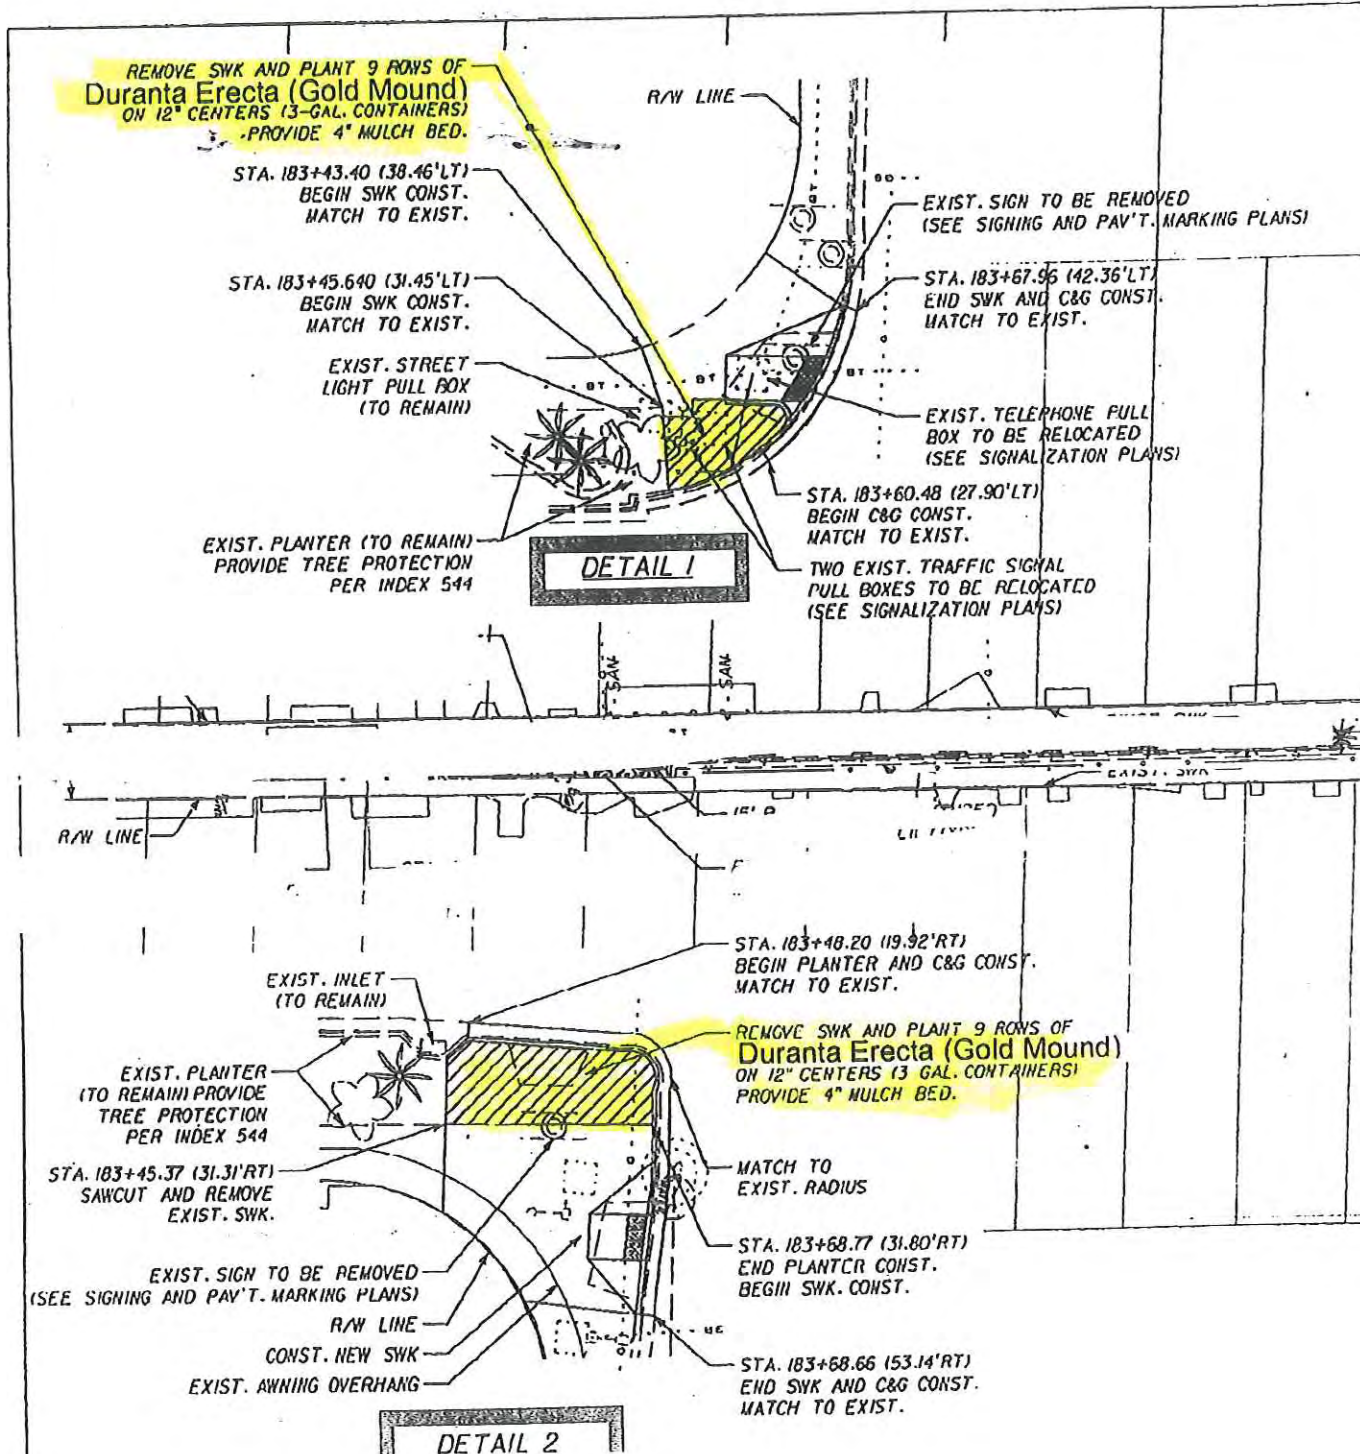 REMOVE SWK AND PLANT 9 ROWS OF
Duranta Erecta (Gold Mound)
ON 12" CENTERS (3-GAL. CONTAINERS)
PROVIDE 4" MULCH BED.
STA. 183+43.40 (38.46'LT)
BEGIN SWK CONST.
MATCH TO EXIST.
STA. 183+45.640 (31.45'LT)
BEGIN SWK CONST.
MATCH TO EXIST.
EXIST. STREET
LIGHT PULL BOX
(TO REMAIN)
EXIST. PLANTER (TO REMAIN)
PROVIDE TREE PROTECTION
PER INDEX 544
R/W LINE
BT
BT
BT
BT
EXIST. SIGN TO BE REMOVED
(SEE SIGNING AND PAV'T. MARKING PLANS)
STA. 183+67.96 (42.36'LT)
END SWK AND C&G CONST.
MATCH TO EXIST.
EXIST. TELEPHONE PULL
BOX TO BE RELOCATED
(SEE SIGNALIZATION PLANS)
STA. 183+60.48 (27.90'LT)
BEGIN C&G CONST.
MATCH TO EXIST.
TWO EXIST. TRAFFIC SIGNAL
PULL BOXES TO BE RELOCATED
(SEE SIGNALIZATION PLANS)
DETAIL 1
SAN
SAN
EXIST. SWK
R/W LINE
STA. 183+48.20 (19.92'RT)
BEGIN PLANTER AND C&G CONST.
MATCH TO EXIST.
EXIST. INLET
(TO REMAIN)
REMOVE SWK AND PLANT 9 ROWS OF
Duranta Erecta (Gold Mound)
ON 12" CENTERS (3 GAL. CONTAINERS)
PROVIDE 4" MULCH BED.
EXIST. PLANTER
(TO REMAIN) PROVIDE
TREE PROTECTION
PER INDEX 544
STA. 183+45.37 (31.31'RT)
SAWCUT AND REMOVE
EXIST. SWK.
MATCH TO
EXIST. RADIUS
EXIST. SIGN TO BE REMOVED
(SEE SIGNING AND PAV'T. MARKING PLANS)
R/W LINE
CONST. NEW SWK
EXIST. AWNING OVERHANG
STA. 183+68.77 (31.80'RT)
END PLANTER CONST.
BEGIN SWK. CONST.
STA. 183+68.66 (53.14'RT)
END SWK AND C&G CONST.
MATCH TO EXIST.
DETAIL 2